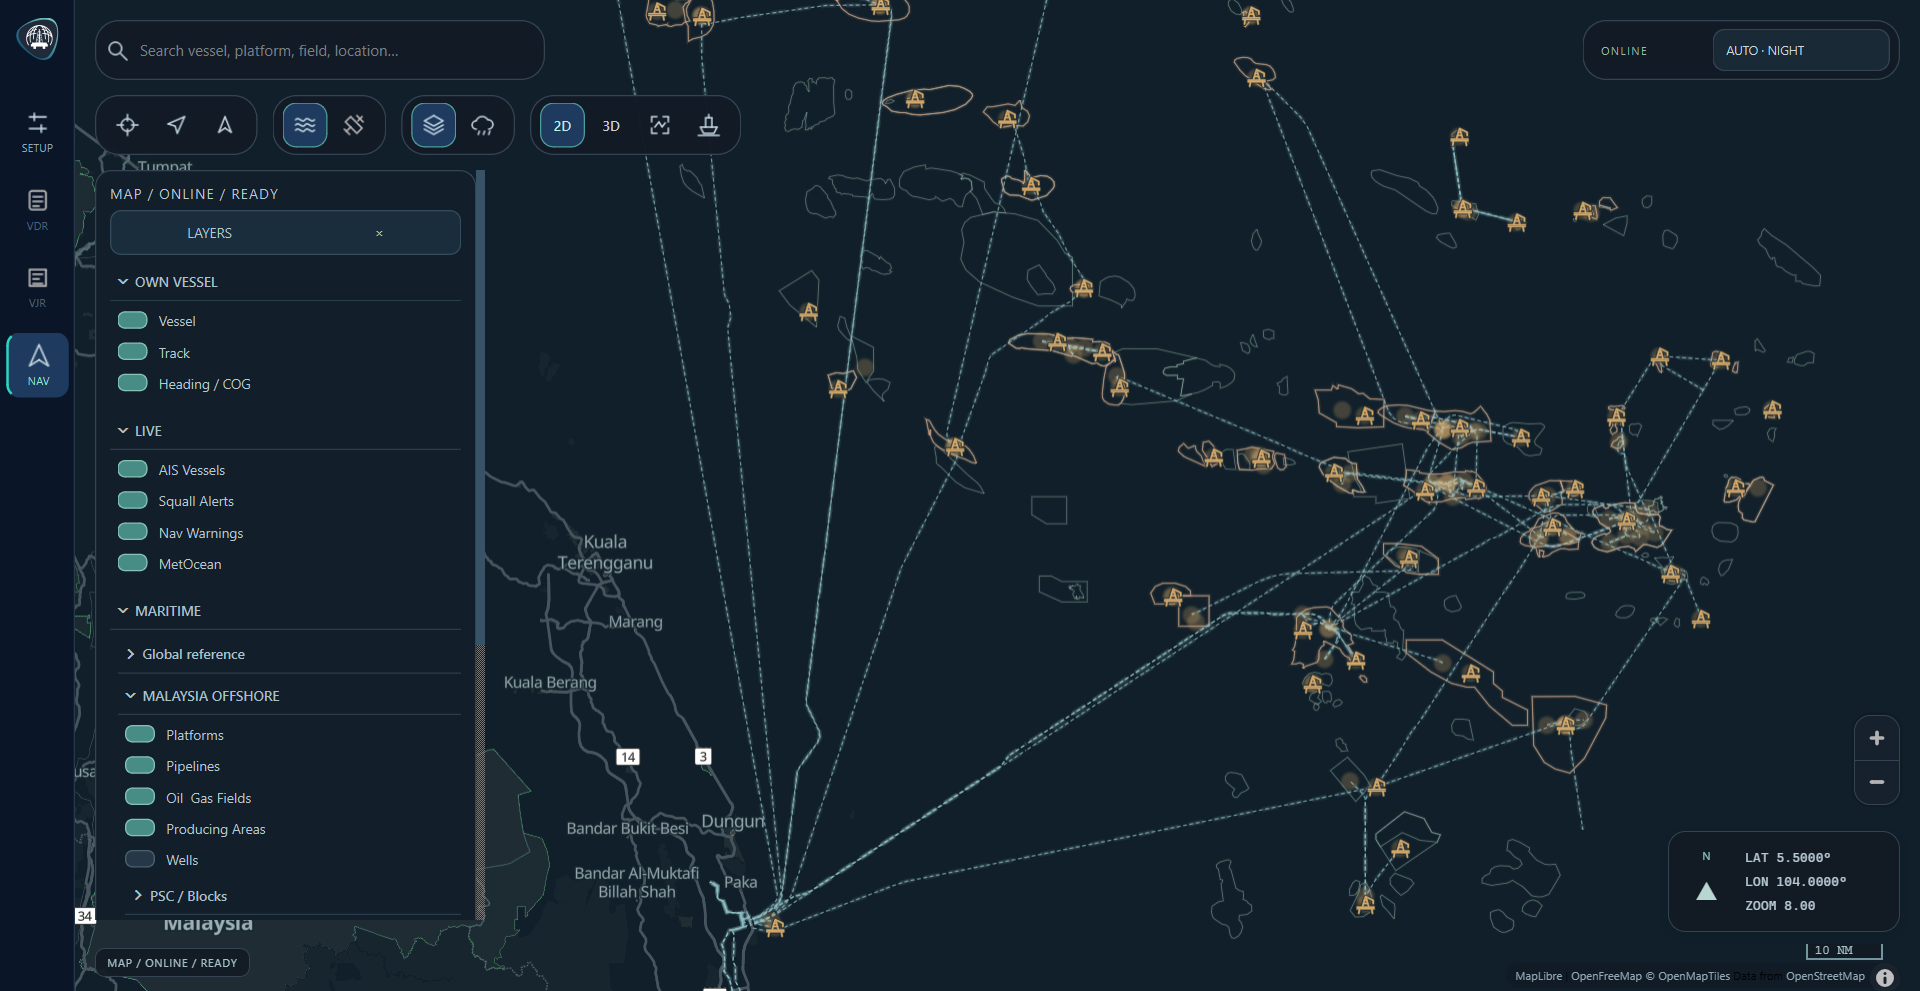 Search vessel, platform, field, location...
ONLINE
AUTO · NIGHT
SETUP
VDR
VJR
NAV
2D
3D
Tumpat
MAP / ONLINE / READY
LAYERS ×
OWN VESSEL
Vessel
Track
Heading / COG
LIVE
AIS Vessels
Squall Alerts
Nav Warnings
MetOcean
MARITIME
Global reference
MALAYSIA OFFSHORE
Platforms
Pipelines
Oil Gas Fields
Producing Areas
Wells
PSC / Blocks
Kuala
Terengganu
Marang
Kuala Berang
14
3
Bandar Bukit Besi
Dungun
Bandar Al-Muktafi
Billah Shah
Paka
34
Malaysia
MAP / ONLINE / READY
+
−
N
LAT 5.5000º
LON 104.0000º
ZOOM 8.00
10 NM
MapLibre OpenFreeMap © OpenMapTiles Data from OpenStreetMap